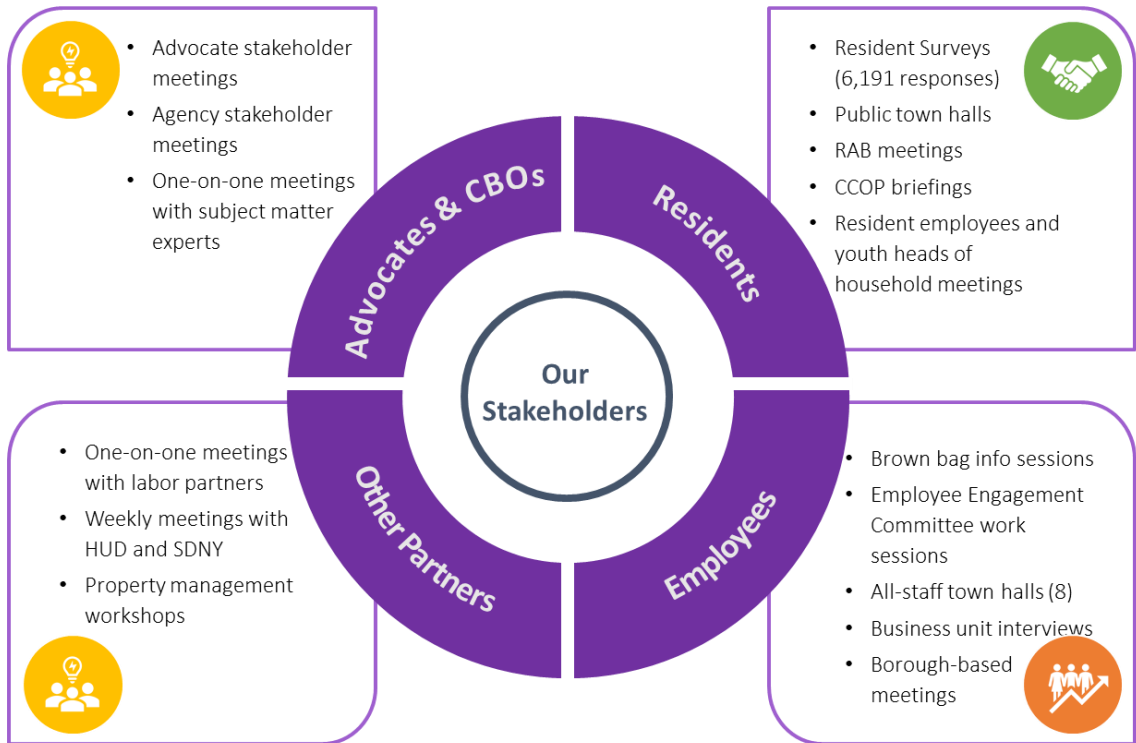 • Advocate stakeholder
meetings
• Agency stakeholder
meetings
• One-on-one meetings
with subject matter
experts
• Resident Surveys
(6,191 responses)
• Public town halls
• RAB meetings
• CCOP briefings
• Resident employees and
youth heads of
household meetings
Advocates & CBOs
Residents
Our
Stakeholders
Other Partners
Employees
• One-on-one meetings
with labor partners
• Weekly meetings with
HUD and SDNY
• Property management
workshops
• Brown bag info sessions
• Employee Engagement
Committee work
sessions
• All-staff town halls (8)
• Business unit interviews
• Borough-based
meetings